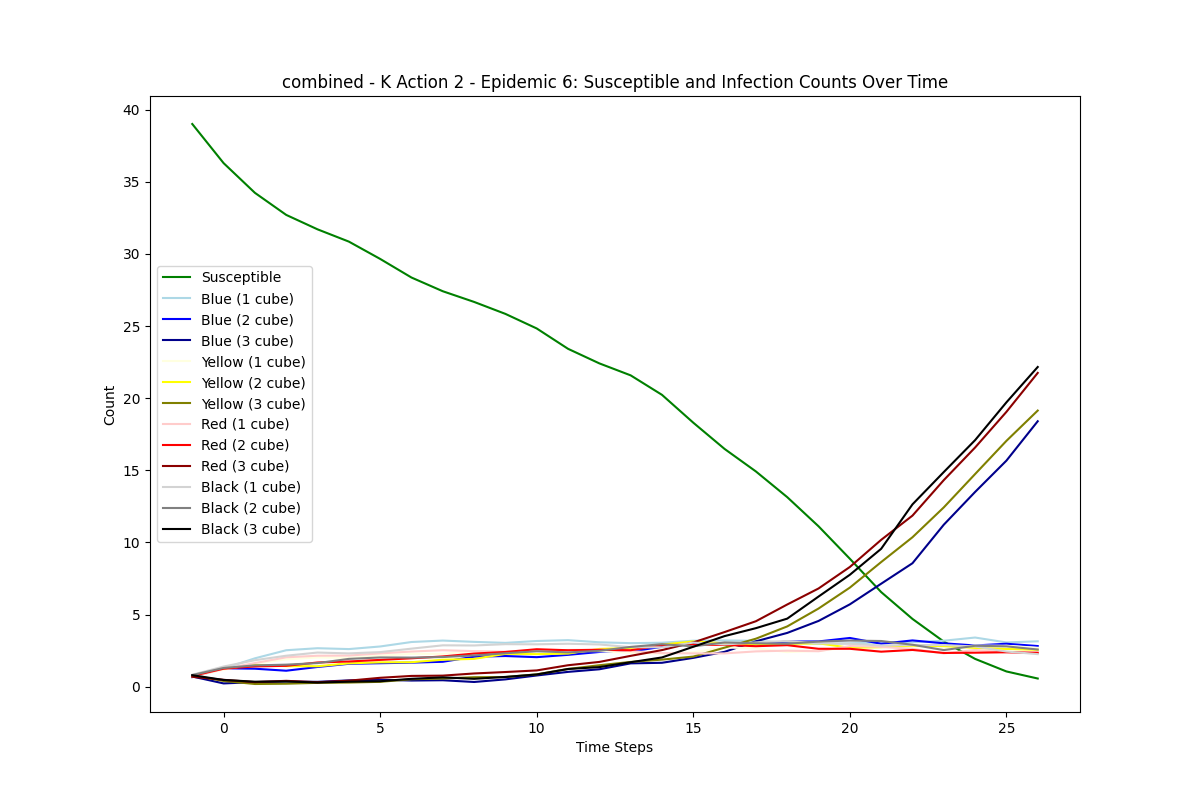 combined - K Action 2 - Epidemic 6: Susceptible and Infection Counts Over Time
40
35
30
25
20
15
10
5
0
Count
Susceptible
Blue (1 cube)
Blue (2 cube)
Blue (3 cube)
Yellow (1 cube)
Yellow (2 cube)
Yellow (3 cube)
Red (1 cube)
Red (2 cube)
Red (3 cube)
Black (1 cube)
Black (2 cube)
Black (3 cube)
0 5 10 15 20 25
Time Steps